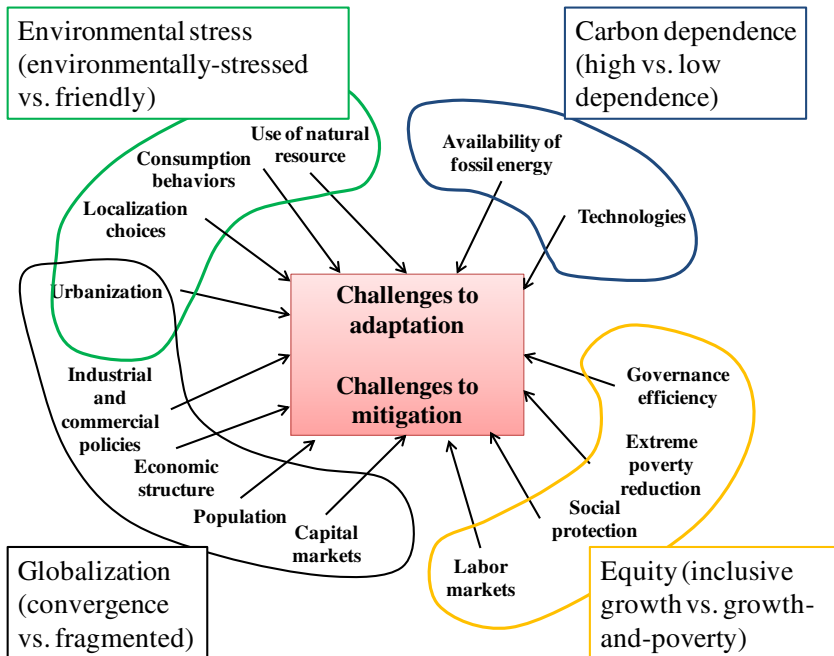 Environmental stress
(environmentally-stressed
vs. friendly)
Carbon dependence
(high vs. low
dependence)
Use of natural
resource
Consumption
behaviors
Localization
choices
Urbanization
Industrial and
commercial
policies
Economic
structure
Population
Capital
markets
Availability of
fossil energy
Technologies
Challenges to
adaptation
Challenges to
mitigation
Governance
efficiency
Extreme
poverty
reduction
Social
protection
Labor
markets
Globalization
(convergence
vs. fragmented)
Equity (inclusive
growth vs. growth-
and-poverty)